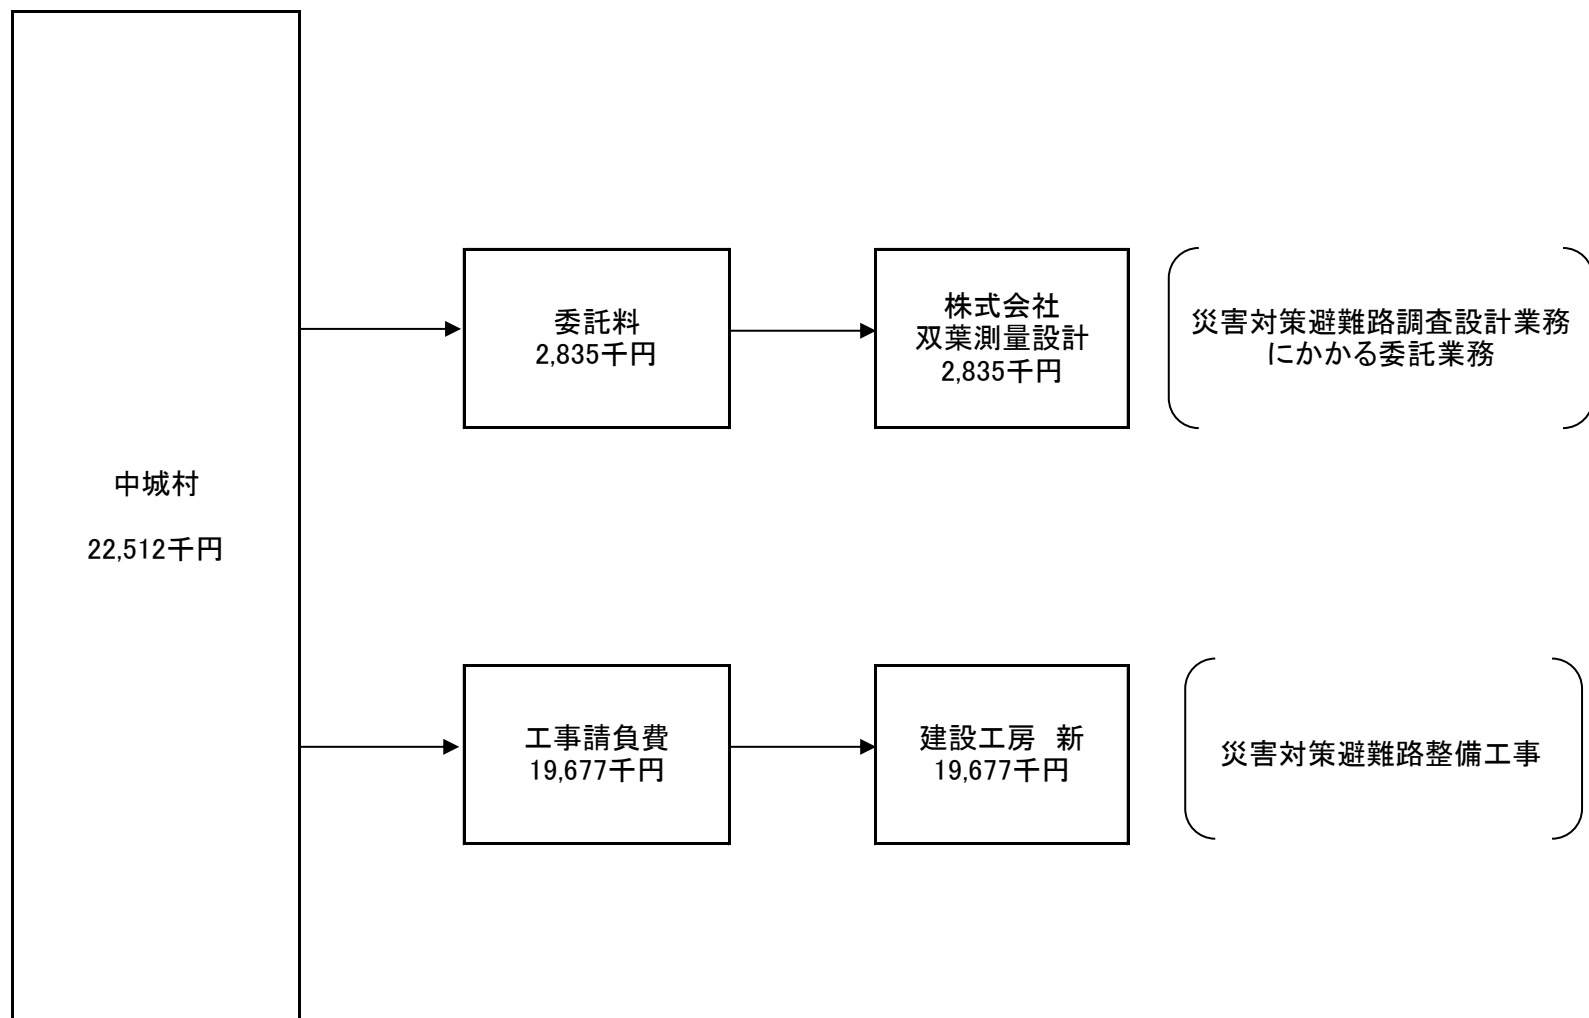 中城村
22,512千円
委託料
2,835千円
株式会社
双葉測量設計
2,835千円
災害対策避難路調査設計業務
にかかる委託業務
工事請負費
19,677千円
建設工房　新
19,677千円
災害対策避難路整備工事